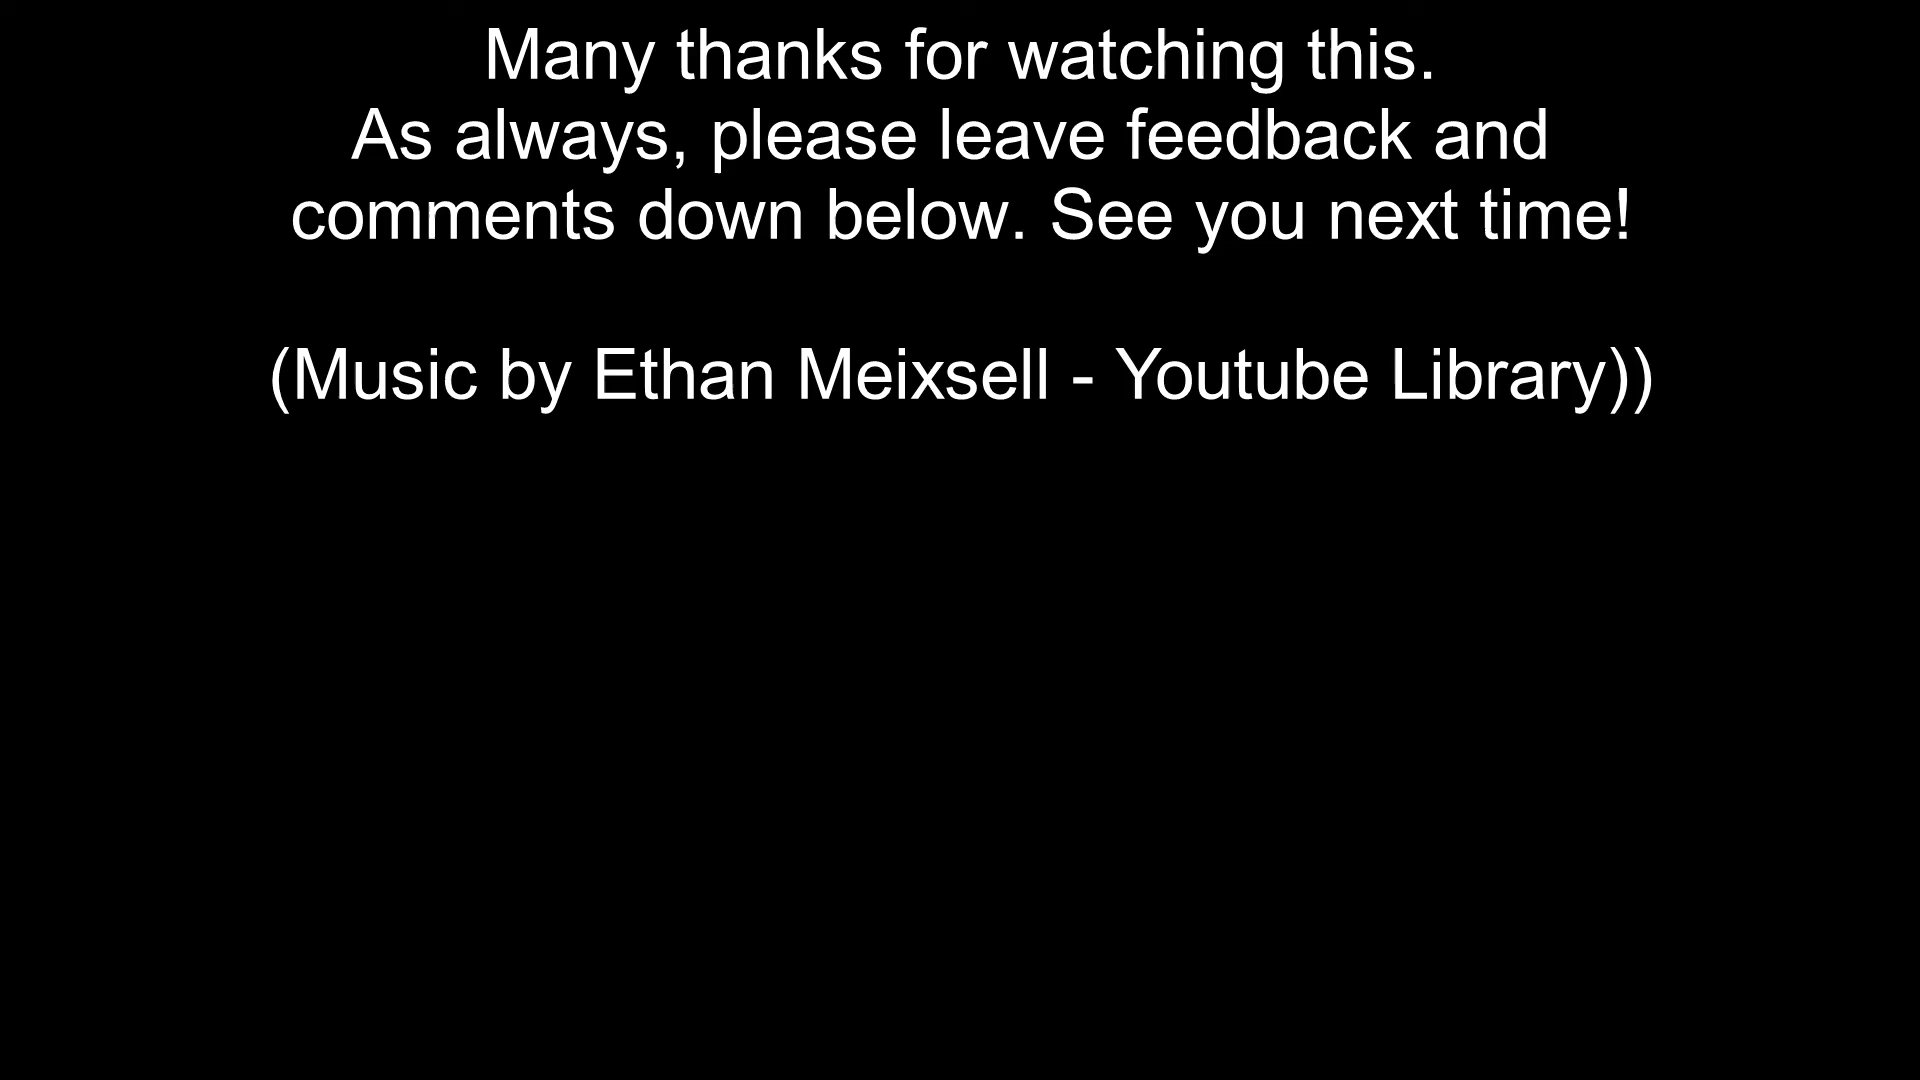 Many thanks for watching this.
As always, please leave feedback and
comments down below. See you next time!
(Music by Ethan Meixsell - Youtube Library))